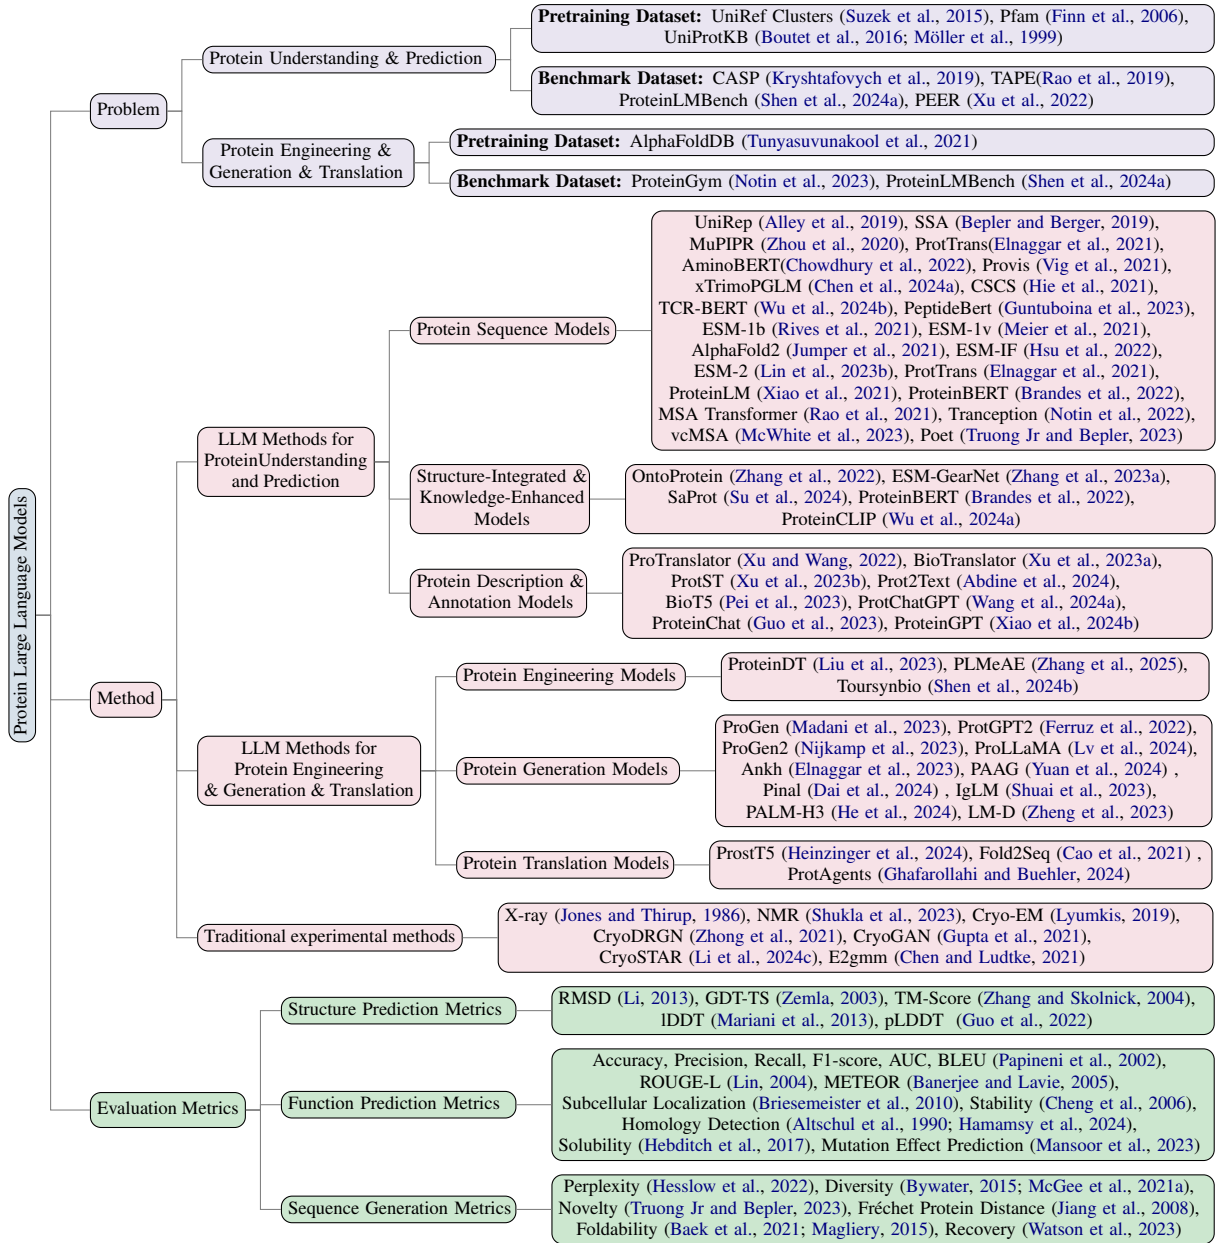 Protein Large Language Models
Problem
Protein Understanding & Prediction
Pretraining Dataset: UniRef Clusters (Suzek et al., 2015), Pfam (Finn et al., 2006),
UniProtKB (Boutet et al., 2016; Möller et al., 1999)
Benchmark Dataset: CASP (Kryshtafovych et al., 2019), TAPE(Rao et al., 2019),
ProteinLMBench (Shen et al., 2024a), PEER (Xu et al., 2022)
Protein Engineering &
Generation & Translation
Pretraining Dataset: AlphaFoldDB (Tunyasuvunakool et al., 2021)
Benchmark Dataset: ProteinGym (Notin et al., 2023), ProteinLMBench (Shen et al., 2024a)
Method
LLM Methods for
ProteinUnderstanding
and Prediction
Protein Sequence Models
UniRep (Alley et al., 2019), SSA (Bepler and Berger, 2019),
MuPIPR (Zhou et al., 2020), ProtTrans(Elnaggar et al., 2021),
AminoBERT(Chowdhury et al., 2022), Provis (Vig et al., 2021),
xTrimoPGLM (Chen et al., 2024a), CSCS (Hie et al., 2021),
TCR-BERT (Wu et al., 2024b), PeptideBert (Guntuboina et al., 2023),
ESM-1b (Rives et al., 2021), ESM-1v (Meier et al., 2021),
AlphaFold2 (Jumper et al., 2021), ESM-IF (Hsu et al., 2022),
ESM-2 (Lin et al., 2023b), ProtTrans (Elnaggar et al., 2021),
ProteinLM (Xiao et al., 2021), ProteinBERT (Brandes et al., 2022),
MSA Transformer (Rao et al., 2021), Tranception (Notin et al., 2022),
vcMSA (McWhite et al., 2023), Poet (Truong Jr and Bepler, 2023)
Structure-Integrated &
Knowledge-Enhanced
Models
OntoProtein (Zhang et al., 2022), ESM-GearNet (Zhang et al., 2023a),
SaProt (Su et al., 2024), ProteinBERT (Brandes et al., 2022),
ProteinCLIP (Wu et al., 2024a)
Protein Description &
Annotation Models
ProTranslator (Xu and Wang, 2022), BioTranslator (Xu et al., 2023a),
ProtST (Xu et al., 2023b), Prot2Text (Abdine et al., 2024),
BioT5 (Pei et al., 2023), ProtChatGPT (Wang et al., 2024a),
ProteinChat (Guo et al., 2023), ProteinGPT (Xiao et al., 2024b)
LLM Methods for
Protein Engineering
& Generation & Translation
Protein Engineering Models
ProteinDT (Liu et al., 2023), PLMeAE (Zhang et al., 2025),
Toursynbio (Shen et al., 2024b)
Protein Generation Models
ProGen (Madani et al., 2023), ProtGPT2 (Ferruz et al., 2022),
ProGen2 (Nijkamp et al., 2023), ProLLaMA (Lv et al., 2024),
Ankh (Elnaggar et al., 2023), PAAG (Yuan et al., 2024) ,
Pinal (Dai et al., 2024) , IgLM (Shuai et al., 2023),
PALM-H3 (He et al., 2024), LM-D (Zheng et al., 2023)
Protein Translation Models
ProstT5 (Heinzinger et al., 2024), Fold2Seq (Cao et al., 2021) ,
ProtAgents (Ghafarollahi and Buehler, 2024)
Traditional experimental methods
X-ray (Jones and Thirup, 1986), NMR (Shukla et al., 2023), Cryo-EM (Lyumkis, 2019),
CryoDRGN (Zhong et al., 2021), CryoGAN (Gupta et al., 2021),
CryoSTAR (Li et al., 2024c), E2gmm (Chen and Ludtke, 2021)
Evaluation Metrics
Structure Prediction Metrics
RMSD (Li, 2013), GDT-TS (Zemla, 2003), TM-Score (Zhang and Skolnick, 2004),
lDDT (Mariani et al., 2013), pLDDT (Guo et al., 2022)
Function Prediction Metrics
Accuracy, Precision, Recall, F1-score, AUC, BLEU (Papineni et al., 2002),
ROUGE-L (Lin, 2004), METEOR (Banerjee and Lavie, 2005),
Subcellular Localization (Briesemeister et al., 2010), Stability (Cheng et al., 2006),
Homology Detection (Altschul et al., 1990; Hamamsy et al., 2024),
Solubility (Hebditch et al., 2017), Mutation Effect Prediction (Mansoor et al., 2023)
Sequence Generation Metrics
Perplexity (Hesslow et al., 2022), Diversity (Bywater, 2015; McGee et al., 2021a),
Novelty (Truong Jr and Bepler, 2023), Fréchet Protein Distance (Jiang et al., 2008),
Foldability (Baek et al., 2021; Magliery, 2015), Recovery (Watson et al., 2023)